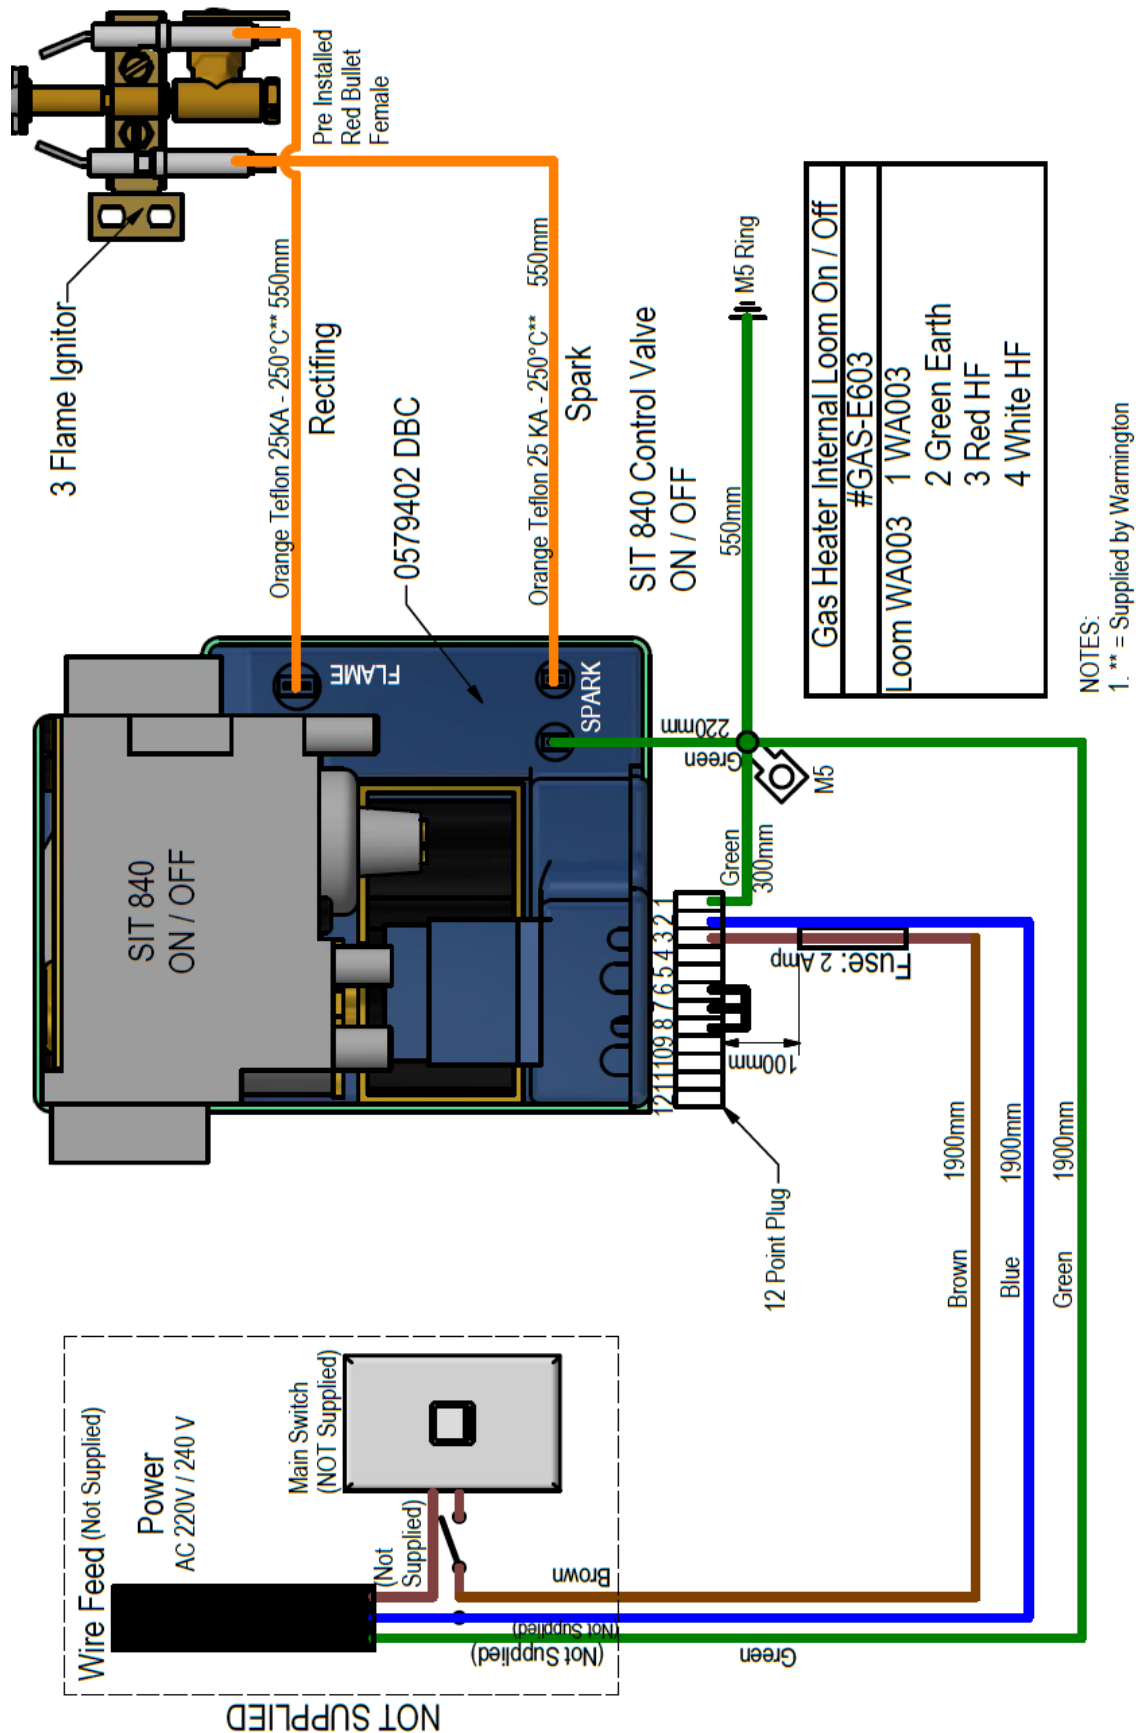 3 Flame Ignitor
Pre Installed
Red Bullet
Female
Orange Teflon 25KA - 250°C** 550mm
Rectifing
Orange Teflon 25 KA - 250°C** 550mm
Spark
0579402 DBC
SIT 840 Control Valve
ON / OFF
SIT 840
ON / OFF
FLAME
SPARK
M5 Ring
550mm
220mm
Green
M5
Green
300mm
1
2
3
4
5
6
7
8
9
10
11
12
Fuse: 2 Amp
100mm
12 Point Plug
Brown 1900mm
Blue 1900mm
Green 1900mm
Wire Feed (Not Supplied)
Power
AC 220V / 240 V
Main Switch
(NOT Supplied)
(Not
Supplied)
Brown
(Not Supplied)
(Not Supplied)
Green
NOT SUPPLIED
Gas Heater Internal Loom On / Off
#GAS-E603
Loom WA003 1 WA003
2 Green Earth
3 Red HF
4 White HF
NOTES:
1. ** = Supplied by Warmington